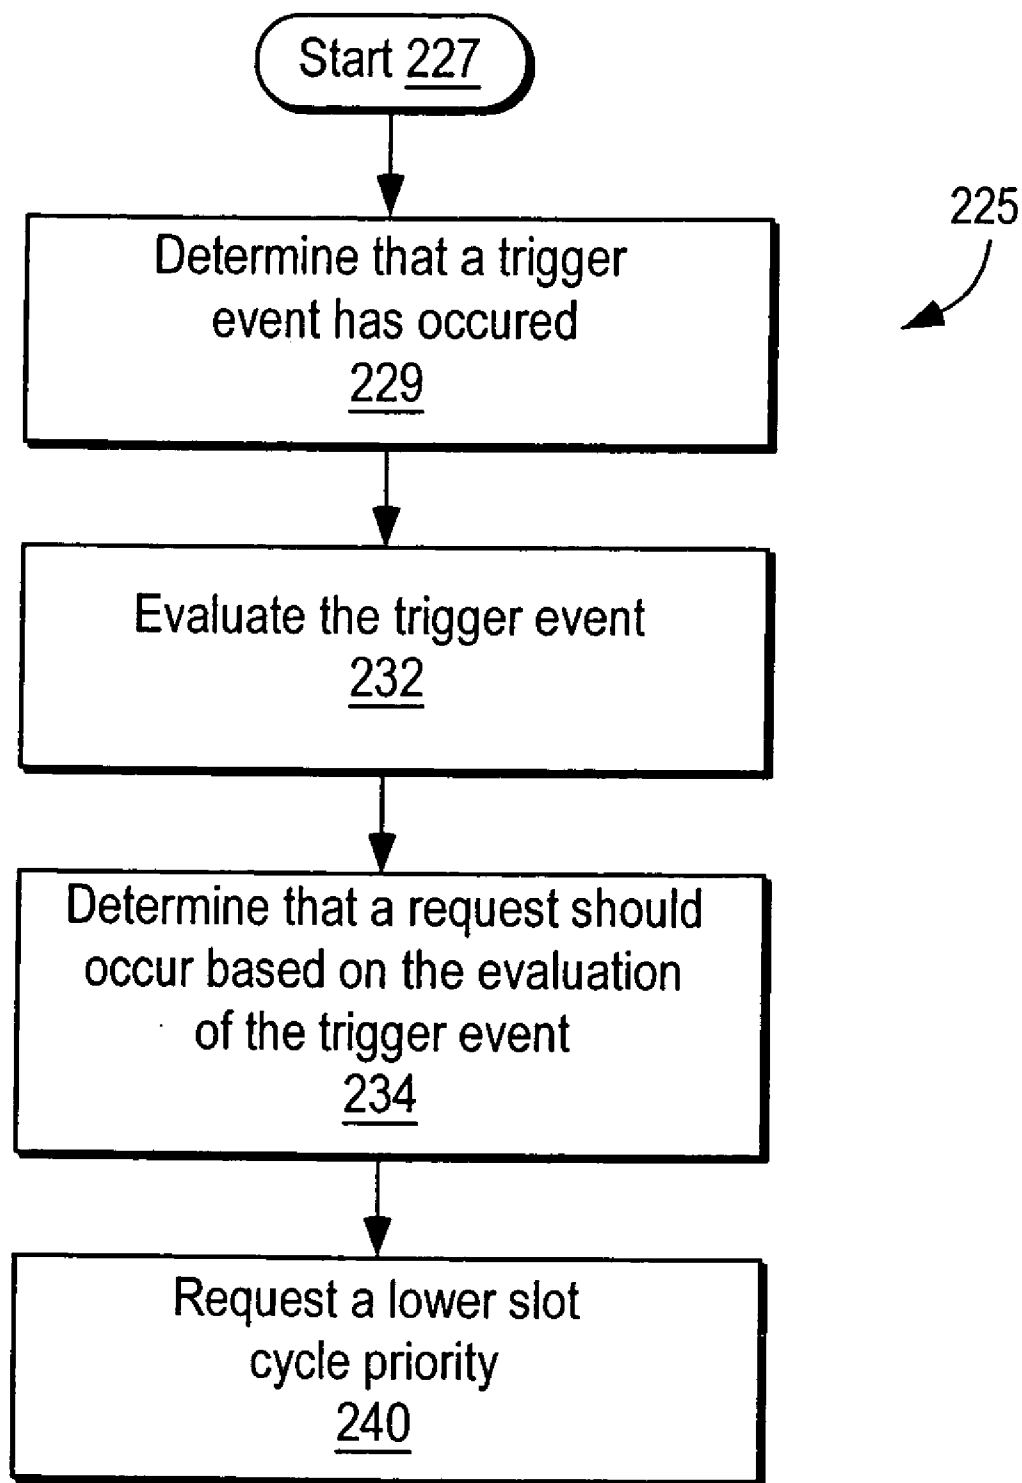 Start 227
225
Determine that a trigger
event has occured
229
Evaluate the trigger event
232
Determine that a request should
occur based on the evaluation
of the trigger event
234
Request a lower slot
cycle priority
240